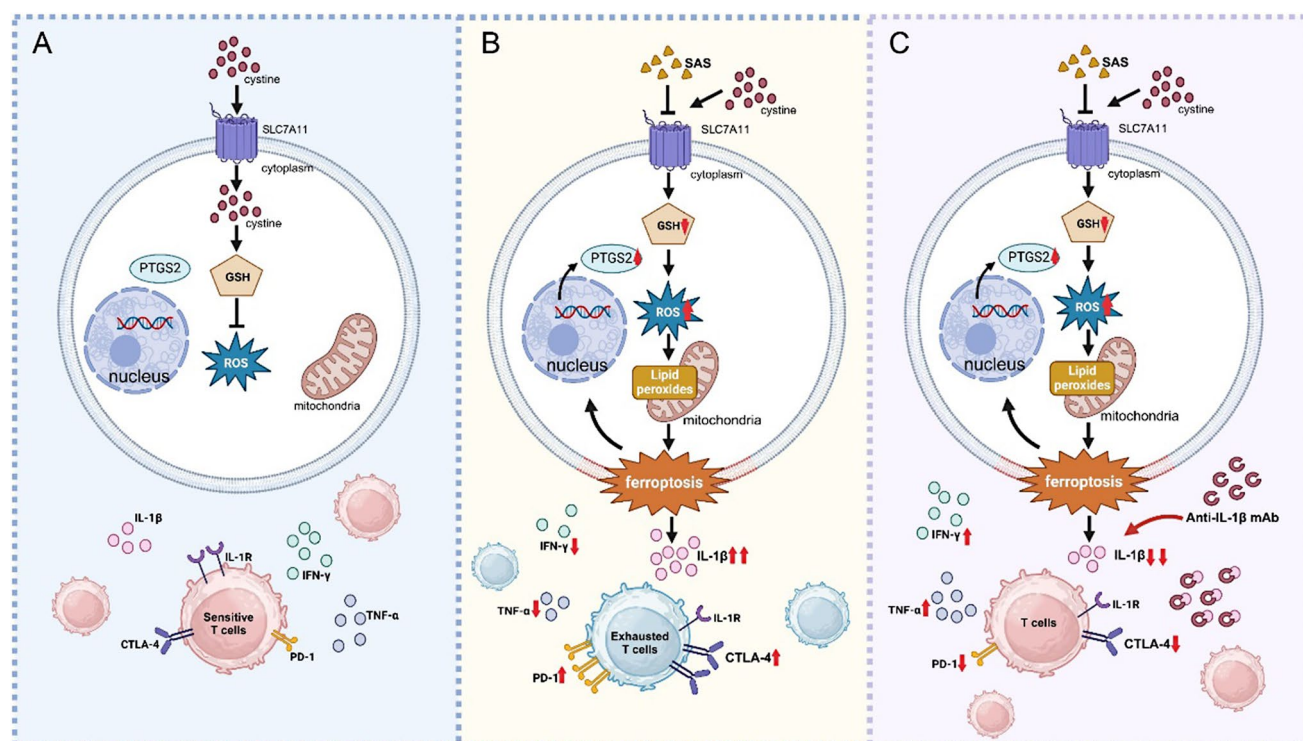 A
cystine
SLC7A11
cytoplasm
cystine
PTGS2
GSH
ROS
nucleus
mitochondria
IL-1β
IL-1R
IFN-γ
Sensitive
T cells
TNF-α
CTLA-4
PD-1
B
SAS
cystine
SLC7A11
cytoplasm
GSH
PTGS2
ROS
nucleus
Lipid
peroxides
mitochondria
ferroptosis
IFN-γ
IL-1β
TNF-α
IL-1R
Exhausted
T cells
CTLA-4
PD-1
C
SAS
cystine
SLC7A11
cytoplasm
GSH
PTGS2
ROS
nucleus
Lipid
peroxides
mitochondria
ferroptosis
Anti-IL-1β mAb
IFN-γ
IL-1β
TNF-α
IL-1R
T cells
CTLA-4
PD-1